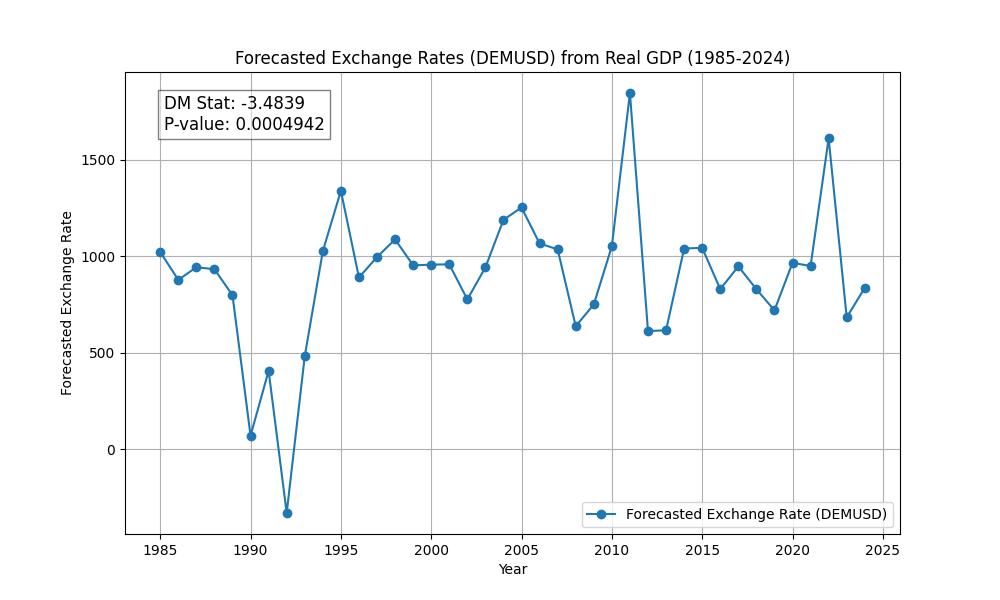 Forecasted Exchange Rates (DEMUSD) from Real GDP (1985-2024)
DM Stat: -3.4839
P-value: 0.0004942
1500
1000
500
0
Forecasted Exchange Rate
Forecasted Exchange Rate (DEMUSD)
1985 1990 1995 2000 2005 2010 2015 2020 2025
Year